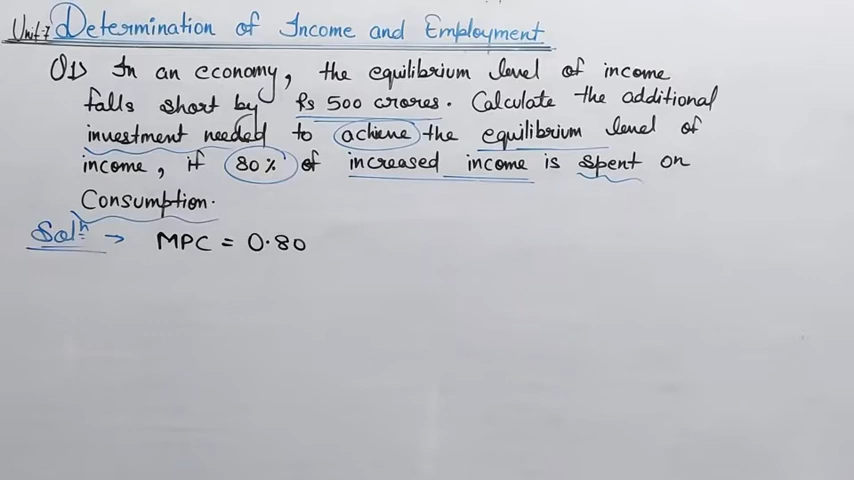 Unit-7 Determination of Income and Employment
Q1> In an economy, the equilibrium level of income
falls short by Rs 500 crores. Calculate the additional
investment needed to achieve the equilibrium level of
income, if 80% of increased income is spent on
Consumption.
Solⁿ → MPC = 0.80